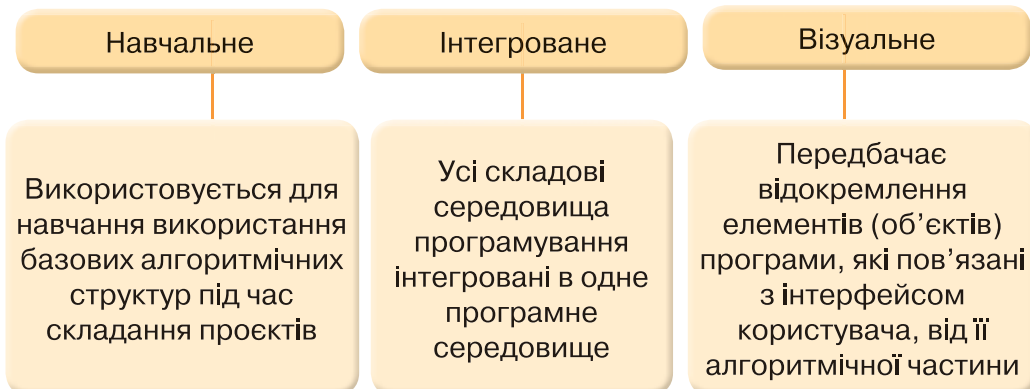 Навчальне
Інтегроване
Візуальне
Використовується для
навчання використання
базових алгоритмічних
структур під час
складання проєктів
Усі складові
середовища
програмування
інтегровані в одне
програмне
середовище
Передбачає
відокремлення
елементів (об’єктів)
програми, які пов’язані
з інтерфейсом
користувача, від її
алгоритмічної частини